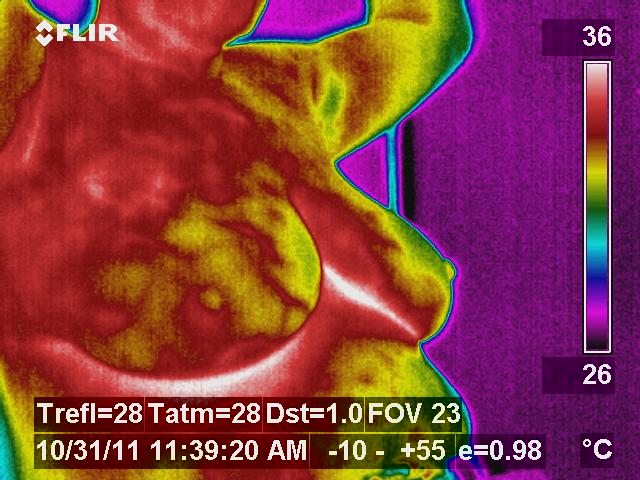 FLIR
36
26
Trefl=28 Tatm=28 Dst=1.0 FOV 23
10/31/11 11:39:20 AM -10 - +55 e=0.98 °C